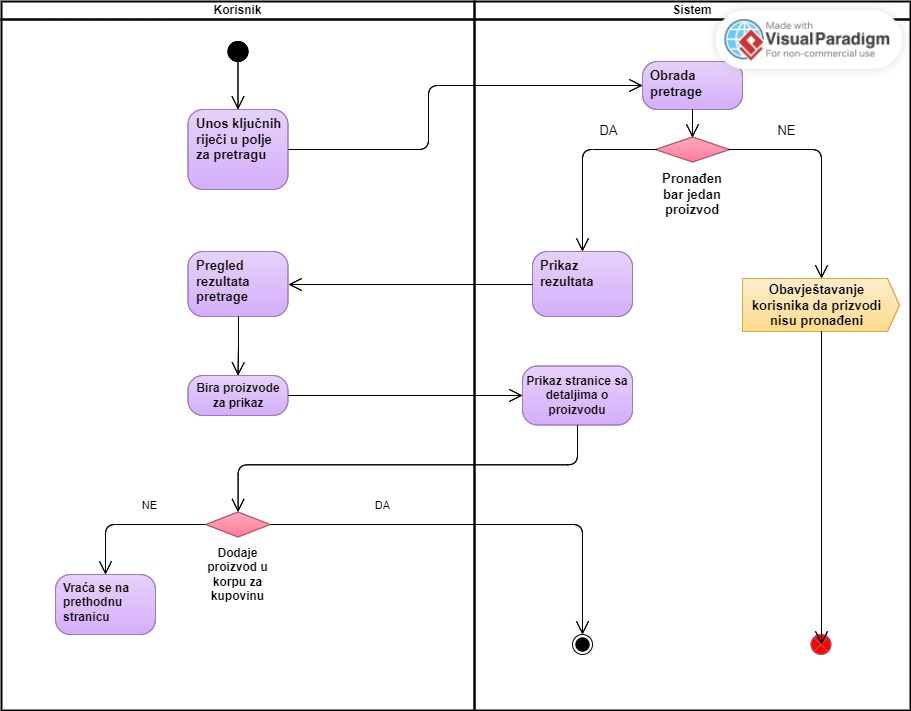 Korisnik
Sistem
Made with
Visual Paradigm
For non-commercial use
Obrada
pretrage
Unos ključnih
riječi u polje
za pretragu
DA
NE
Pronađen
bar jedan
proizvod
Pregled
rezultata
pretrage
Prikaz
rezultata
Obavještavanje
korisnika da prizvodi
nisu pronađeni
Bira proizvode
za prikaz
Prikaz stranice sa
detaljima o
proizvodu
NE
DA
Dodaje
proizvod u
korpu za
kupovinu
Vraća se na
prethodnu
stranicu